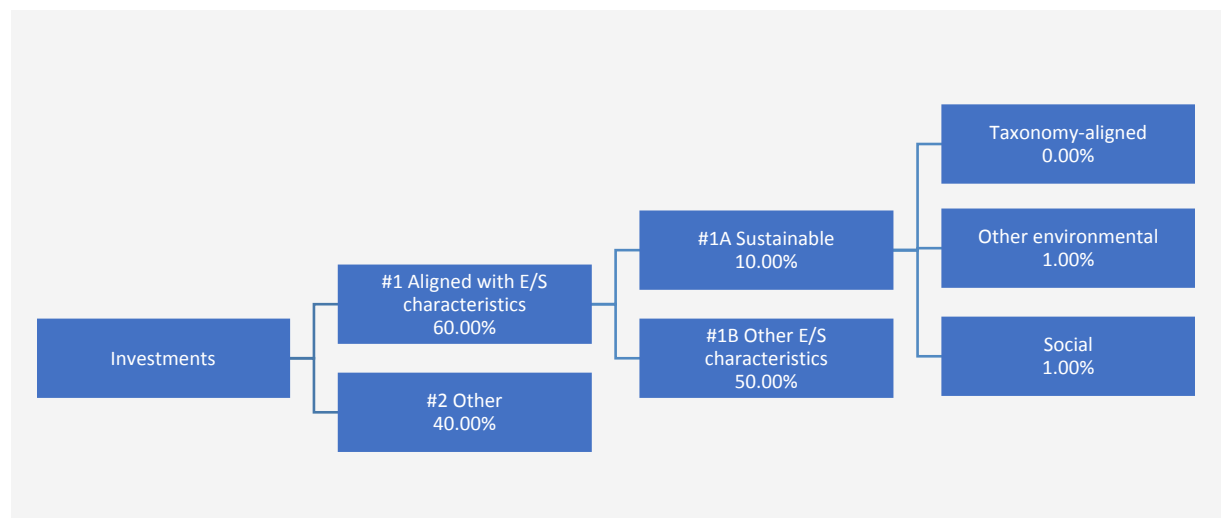 Investments
#1 Aligned with E/S
characteristics
60.00%
#2 Other
40.00%
#1A Sustainable
10.00%
#1B Other E/S
characteristics
50.00%
Taxonomy-aligned
0.00%
Other environmental
1.00%
Social
1.00%